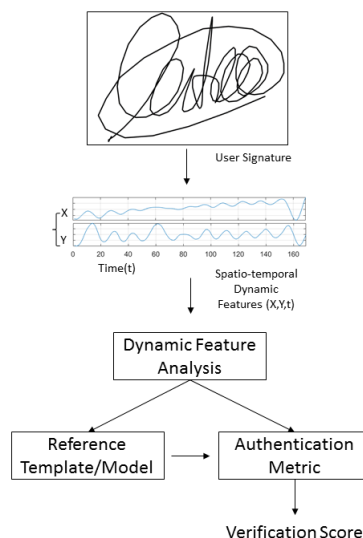 User Signature
X
Y
0 20 40 60 80 100 120 140 160
Time(t)
Spatio-temporal
Dynamic
Features (X,Y,t)
Dynamic Feature
Analysis
Reference
Template/Model
Authentication
Metric
Verification Score